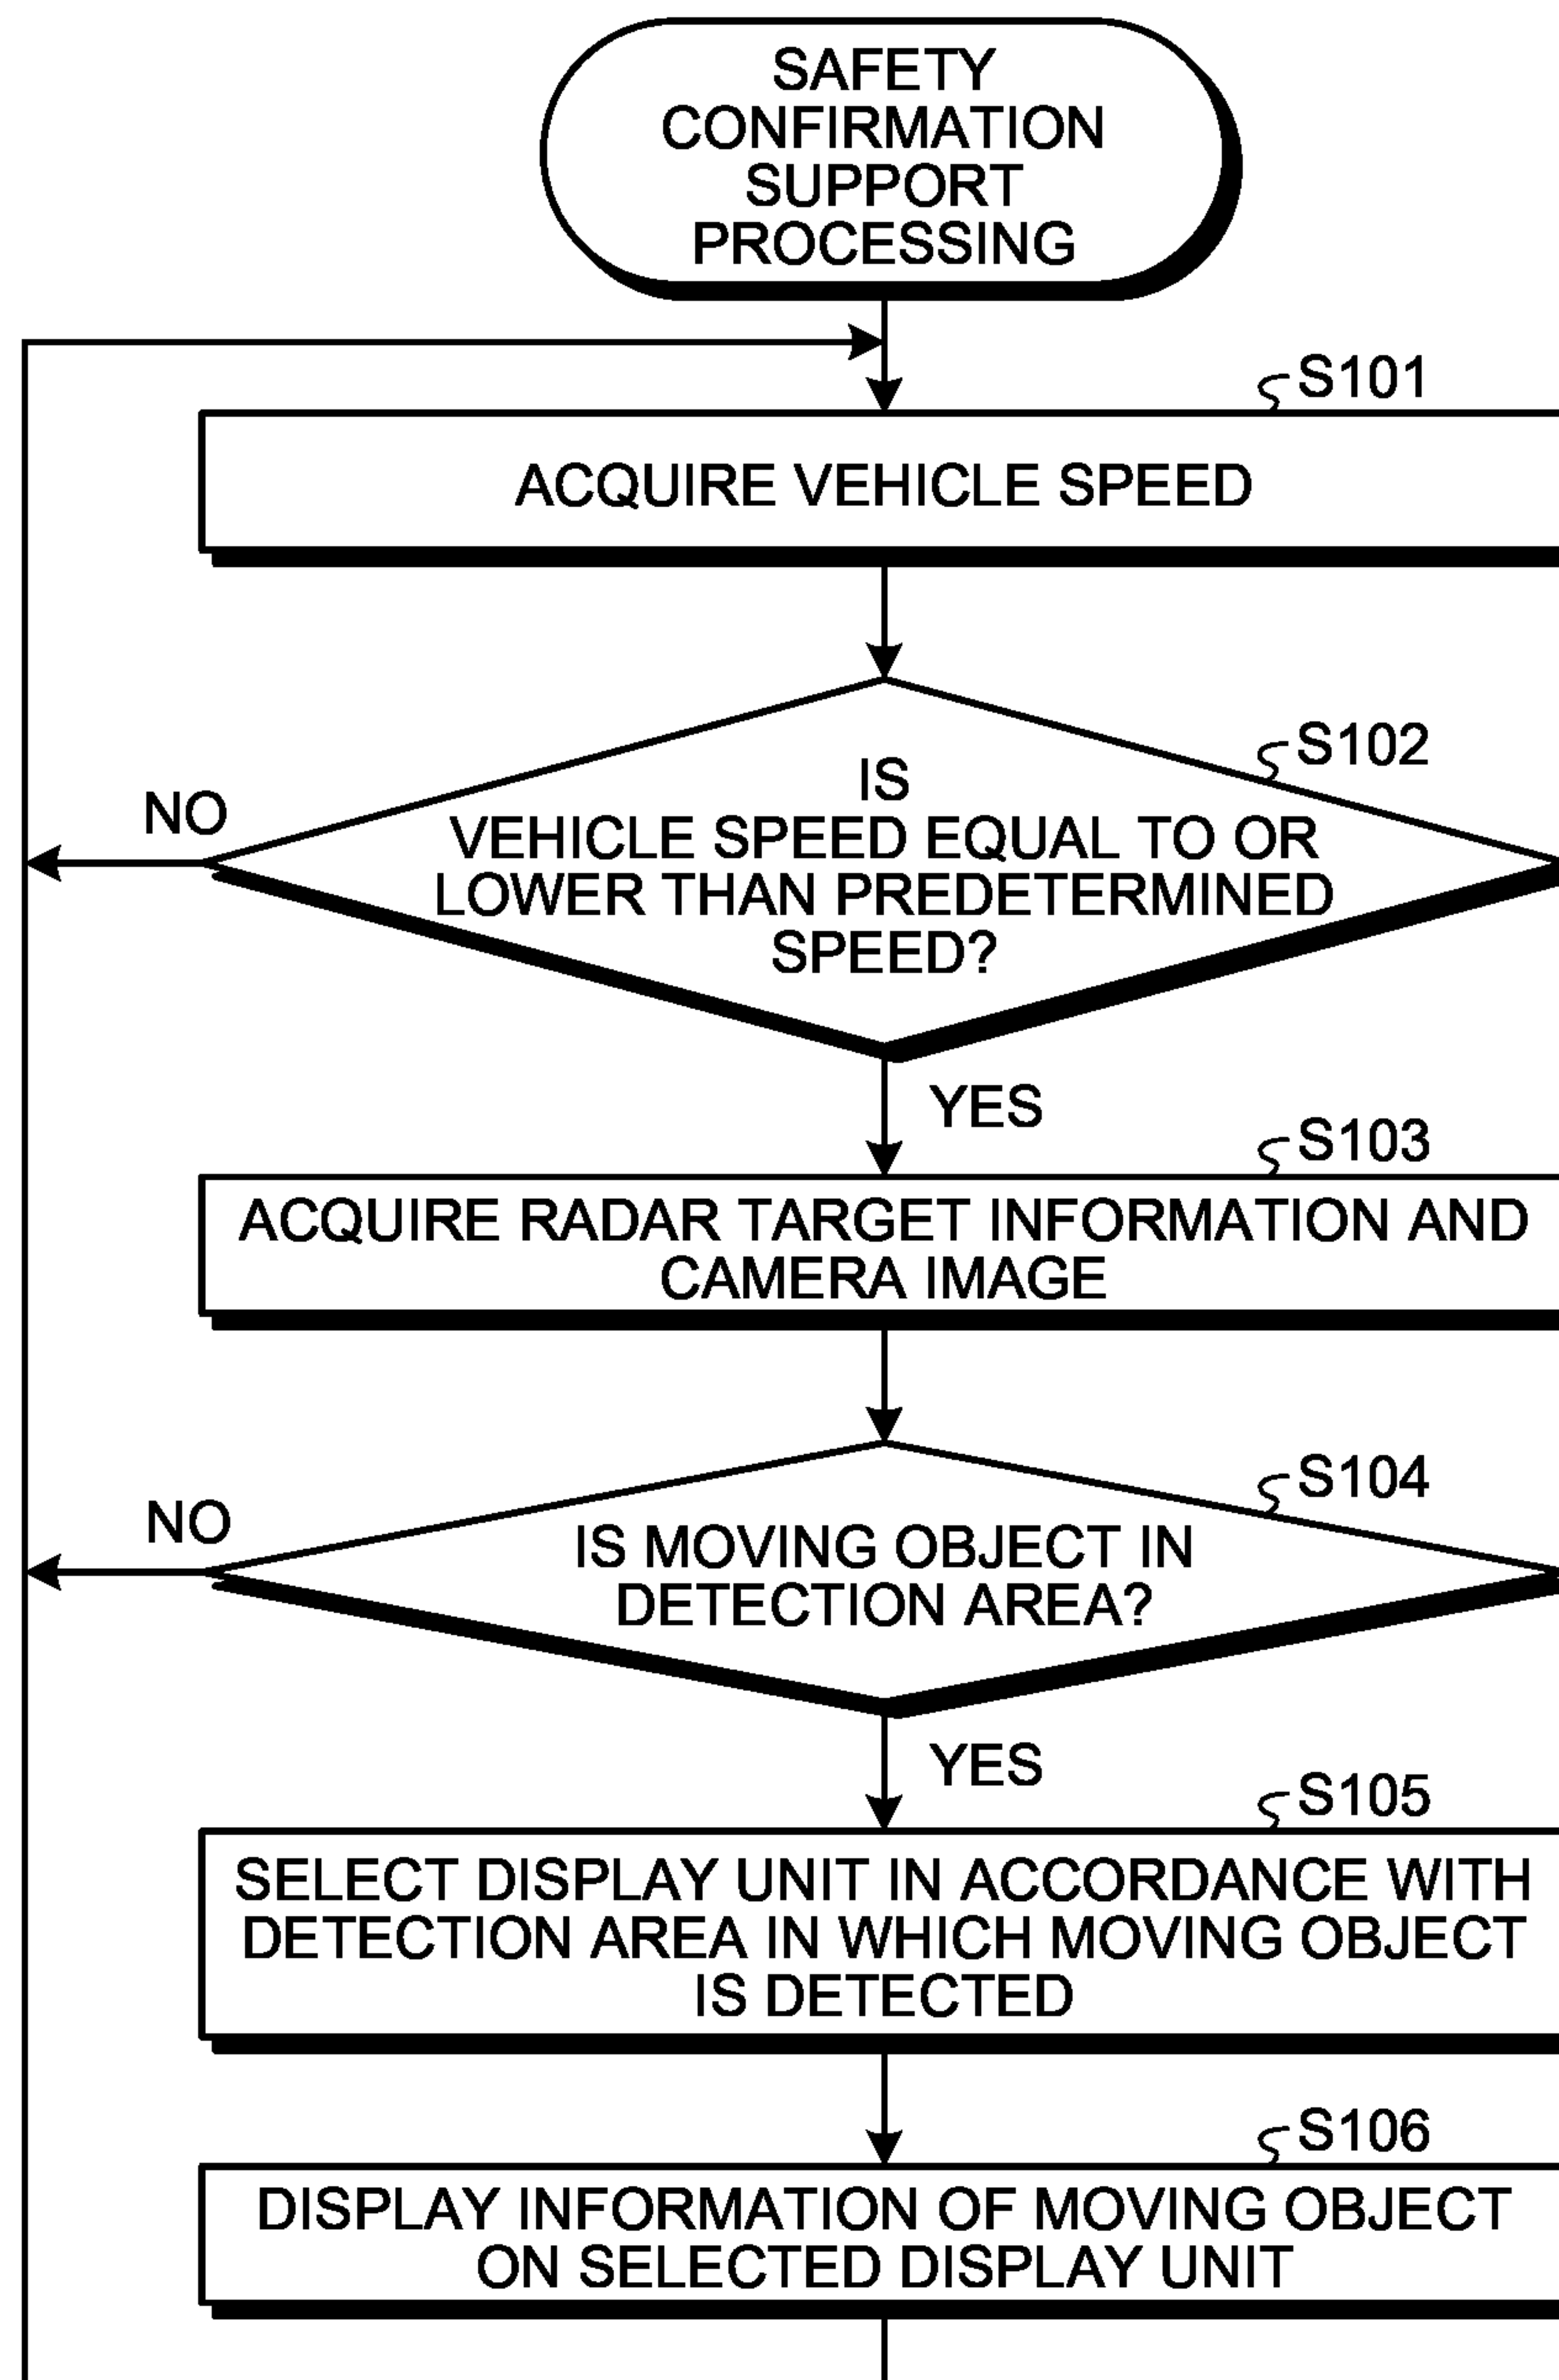 SAFETY
CONFIRMATION
SUPPORT
PROCESSING
S101
ACQUIRE VEHICLE SPEED
S102
IS
VEHICLE SPEED EQUAL TO OR
LOWER THAN PREDETERMINED
SPEED?
NO
YES
S103
ACQUIRE RADAR TARGET INFORMATION AND
CAMERA IMAGE
S104
IS MOVING OBJECT IN
DETECTION AREA?
NO
YES
S105
SELECT DISPLAY UNIT IN ACCORDANCE WITH
DETECTION AREA IN WHICH MOVING OBJECT
IS DETECTED
S106
DISPLAY INFORMATION OF MOVING OBJECT
ON SELECTED DISPLAY UNIT